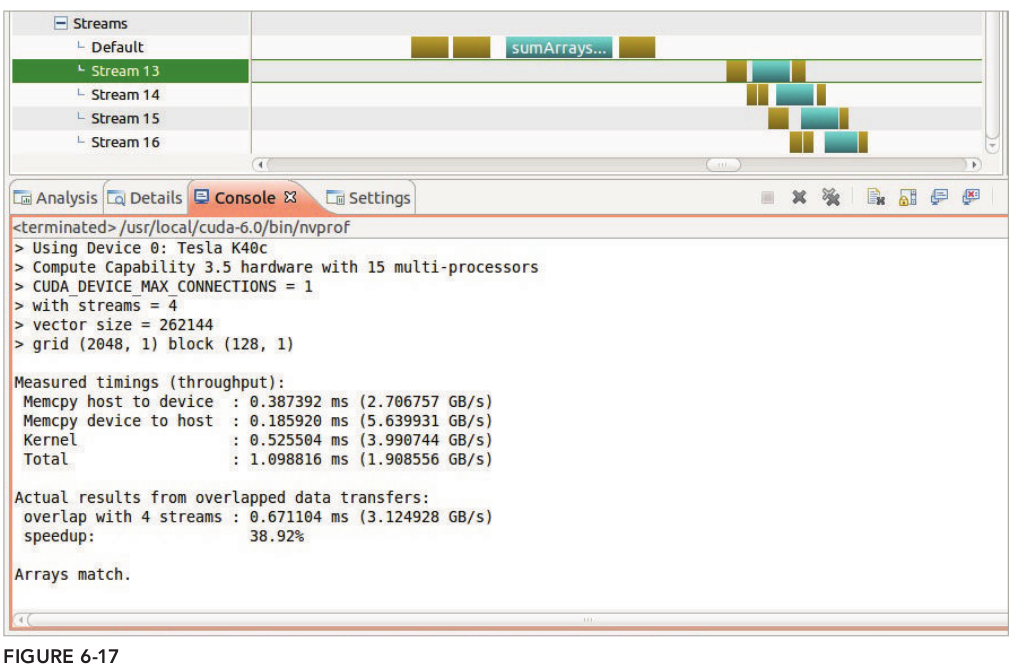 Streams
Default
sumArrays...
Stream 13
Stream 14
Stream 15
Stream 16
Analysis Details Console Settings
<terminated> /usr/local/cuda-6.0/bin/nvprof
> Using Device 0: Tesla K40c
> Compute Capability 3.5 hardware with 15 multi-processors
> CUDA_DEVICE_MAX_CONNECTIONS = 1
> with streams = 4
> vector size = 262144
> grid (2048, 1) block (128, 1)
Measured timings (throughput):
Memcpy host to device : 0.387392 ms (2.706757 GB/s)
Memcpy device to host : 0.185920 ms (5.639931 GB/s)
Kernel : 0.525504 ms (3.990744 GB/s)
Total : 1.098816 ms (1.908556 GB/s)
Actual results from overlapped data transfers:
overlap with 4 streams : 0.671104 ms (3.124928 GB/s)
speedup: 38.92%
Arrays match.
FIGURE 6-17